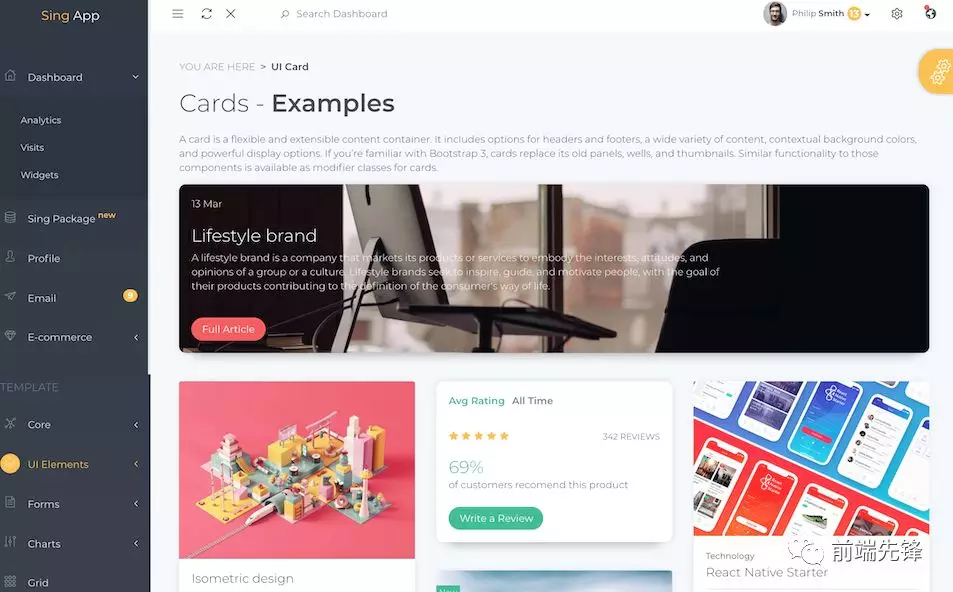 Sing App
Search Dashboard
Philip Smith 13
Dashboard
Analytics
Visits
Widgets
Sing Package new
Profile
Email 9
E-commerce
TEMPLATE
Core
UI Elements
Forms
Charts
Grid
YOU ARE HERE > UI Card
Cards - Examples
A card is a flexible and extensible content container. It includes options for headers and footers, a wide variety of content, contextual background colors,
and powerful display options. If you're familiar with Bootstrap 3, cards replace its old panels, wells, and thumbnails. Similar functionality to those
components is available as modifier classes for cards.
13 Mar
Lifestyle brand
A lifestyle brand is a company that markets its products or services to embody the interests, attitudes, and
opinions of a group or a culture. Lifestyle brands seek to inspire, guide, and motivate people, with the goal of
their products contributing to the definition of the consumer's way of life.
Full Article
Isometric design
Avg Rating All Time
342 REVIEWS
69%
of customers recomend this product
Write a Review
New
Technology
React Native Starter
前端先锋